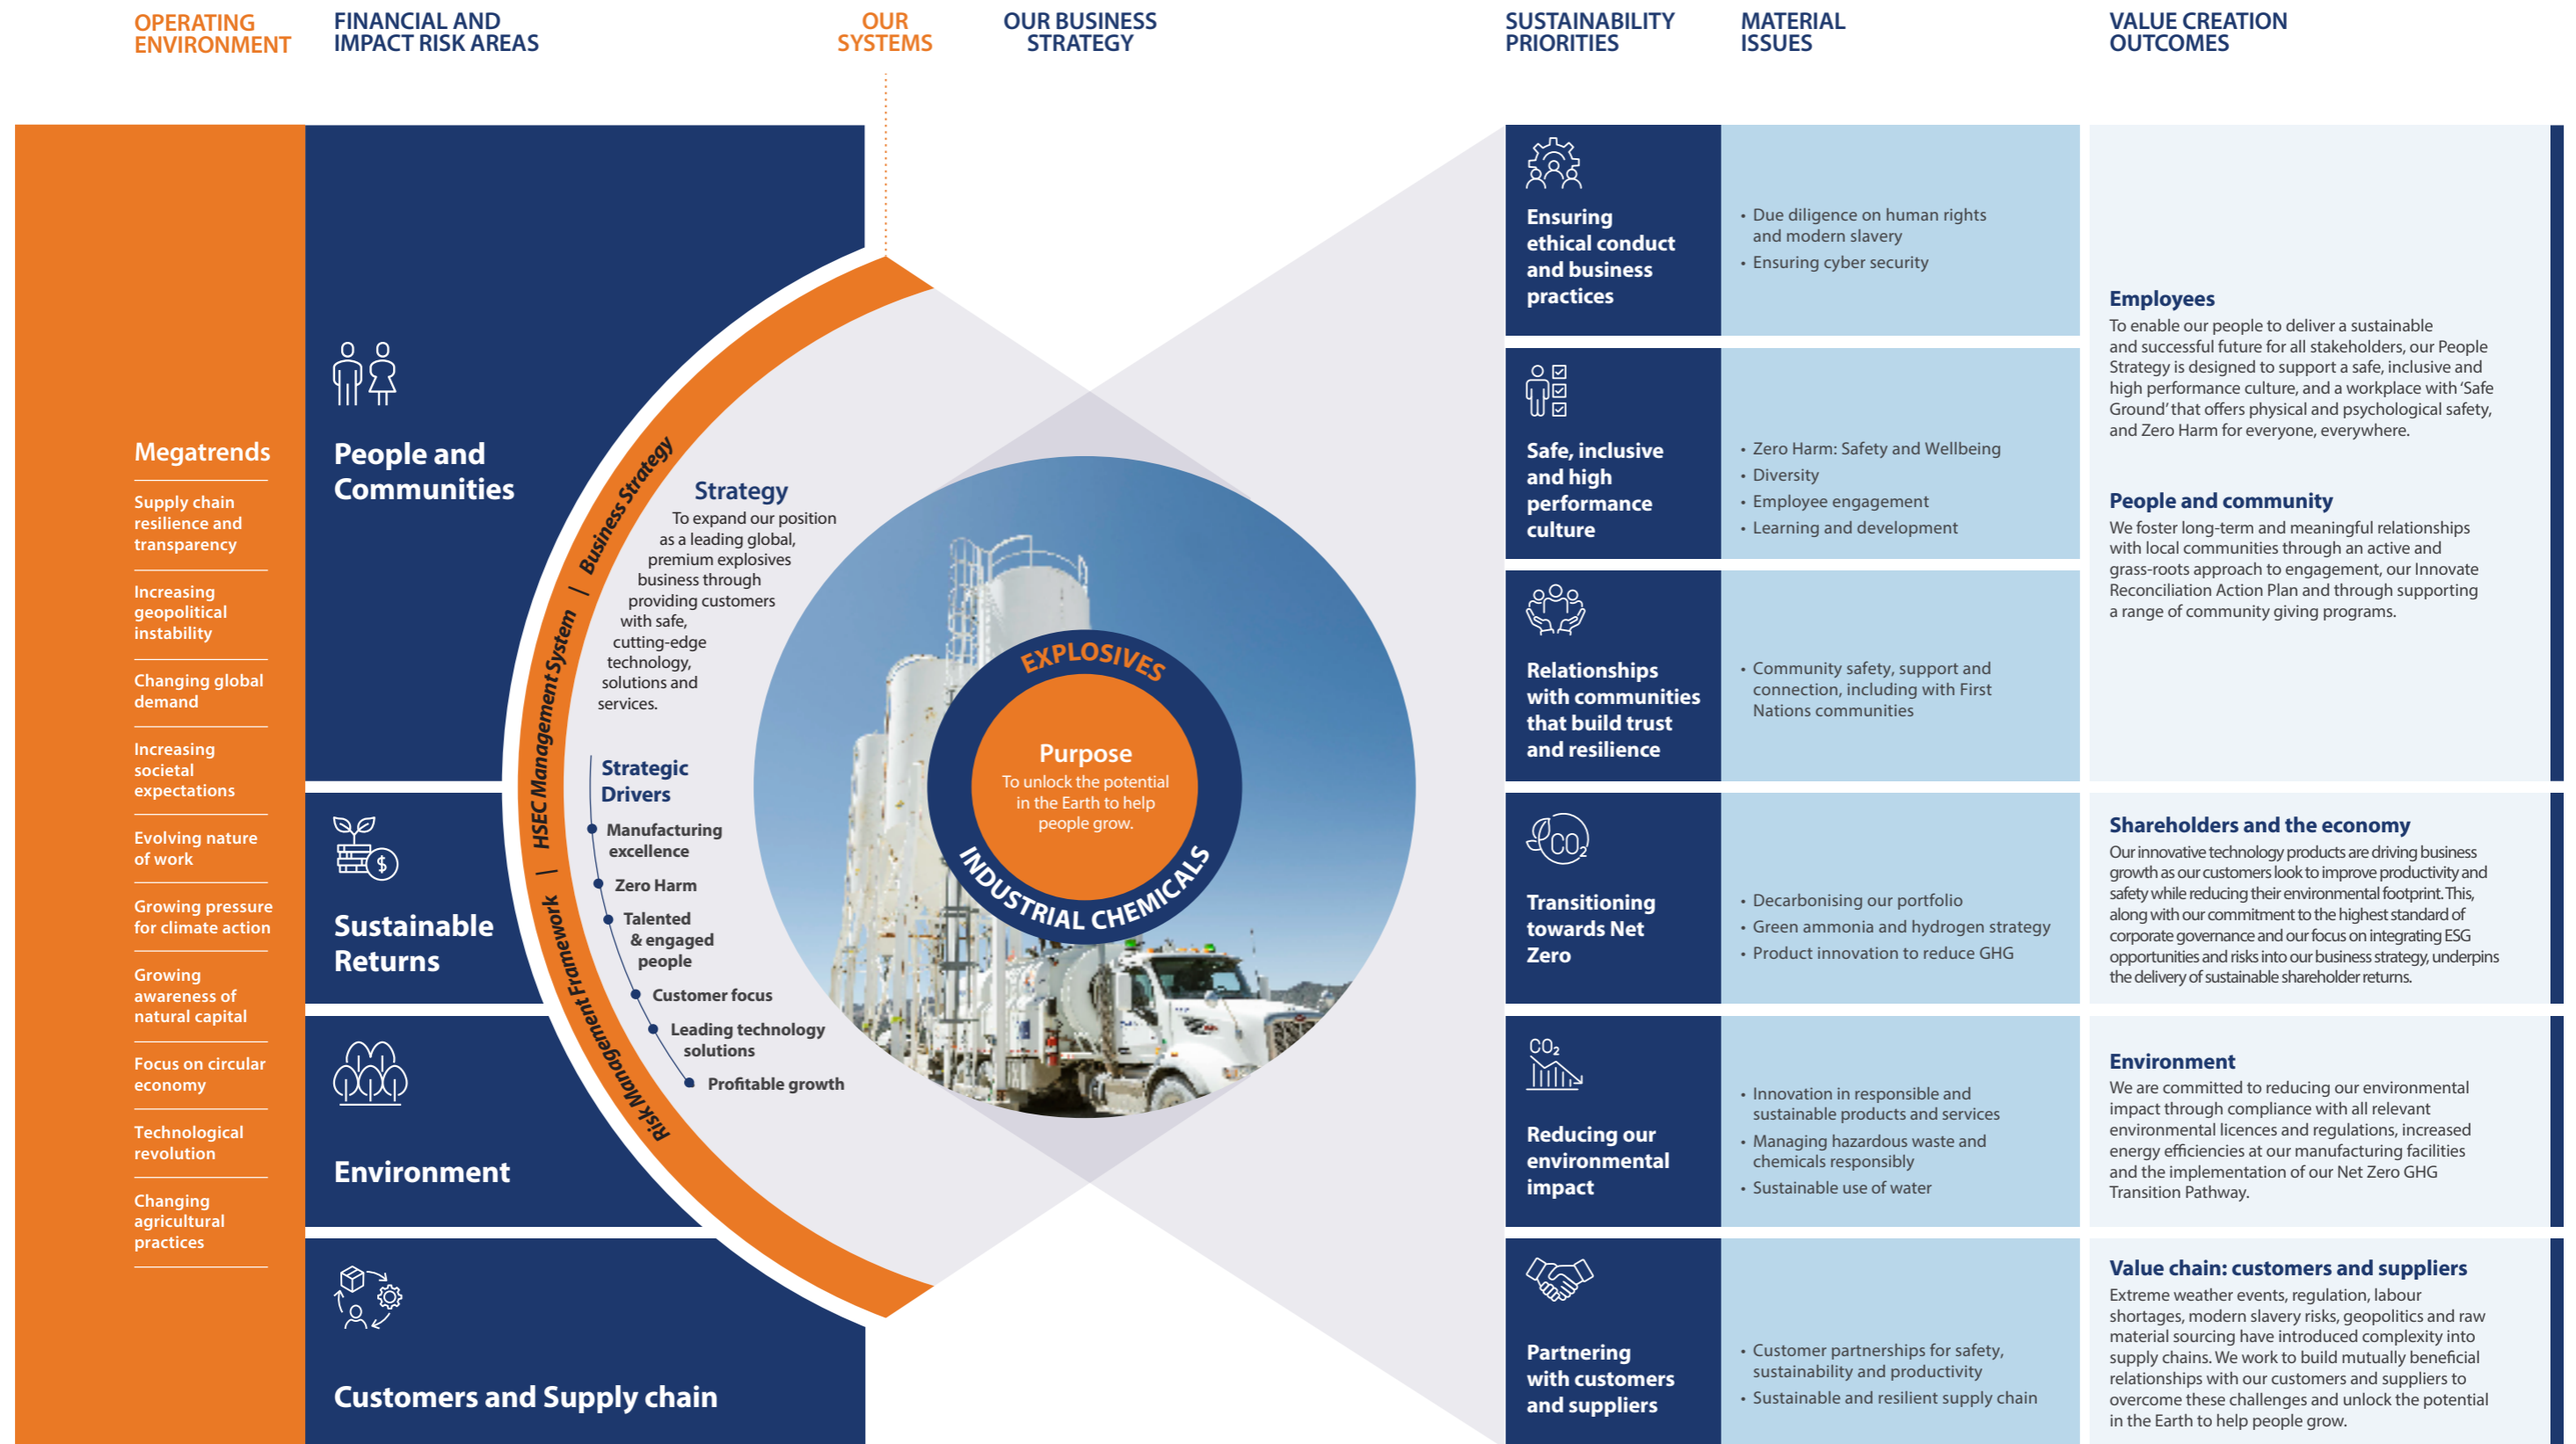 OPERATING
ENVIRONMENT
FINANCIAL AND
IMPACT RISK AREAS
OUR
SYSTEMS
OUR BUSINESS
STRATEGY
SUSTAINABILITY
PRIORITIES
MATERIAL
ISSUES
VALUE CREATION
OUTCOMES
Megatrends
Supply chain
resilience and
transparency
Increasing
geopolitical
instability
Changing global
demand
Increasing
societal
expectations
Evolving nature
of work
Growing pressure
for climate action
Growing
awareness of
natural capital
Focus on circular
economy
Technological
revolution
Changing
agricultural
practices
People and
Communities
Sustainable
Returns
Environment
Customers and Supply chain
Risk Management Framework | HSEC Management System | Business Strategy
Strategy
To expand our position
as a leading global,
premium explosives
business through
providing customers
with safe,
cutting-edge
technology,
solutions and
services.
Strategic
Drivers
Manufacturing
excellence
Zero Harm
Talented
& engaged
people
Customer focus
Leading technology
solutions
Profitable growth
EXPLOSIVES
Purpose
To unlock the potential
in the Earth to help
people grow.
INDUSTRIAL CHEMICALS
Ensuring
ethical conduct
and business
practices
• Due diligence on human rights
and modern slavery
• Ensuring cyber security
Safe, inclusive
and high
performance
culture
• Zero Harm: Safety and Wellbeing
• Diversity
• Employee engagement
• Learning and development
Relationships
with communities
that build trust
and resilience
• Community safety, support and
connection, including with First
Nations communities
CO₂
Transitioning
towards Net
Zero
• Decarbonising our portfolio
• Green ammonia and hydrogen strategy
• Product innovation to reduce GHG
CO₂
Reducing our
environmental
impact
• Innovation in responsible and
sustainable products and services
• Managing hazardous waste and
chemicals responsibly
• Sustainable use of water
Partnering
with customers
and suppliers
• Customer partnerships for safety,
sustainability and productivity
• Sustainable and resilient supply chain
Employees
To enable our people to deliver a sustainable
and successful future for all stakeholders, our People
Strategy is designed to support a safe, inclusive and
high performance culture, and a workplace with ‘Safe
Ground’ that offers physical and psychological safety,
and Zero Harm for everyone, everywhere.
People and community
We foster long-term and meaningful relationships
with local communities through an active and
grass-roots approach to engagement, our Innovate
Reconciliation Action Plan and through supporting
a range of community giving programs.
Shareholders and the economy
Our innovative technology products are driving business
growth as our customers look to improve productivity and
safety while reducing their environmental footprint. This,
along with our commitment to the highest standard of
corporate governance and our focus on integrating ESG
opportunities and risks into our business strategy, underpins
the delivery of sustainable shareholder returns.
Environment
We are committed to reducing our environmental
impact through compliance with all relevant
environmental licences and regulations, increased
energy efficiencies at our manufacturing facilities
and the implementation of our Net Zero GHG
Transition Pathway.
Value chain: customers and suppliers
Extreme weather events, regulation, labour
shortages, modern slavery risks, geopolitics and raw
material sourcing have introduced complexity into
supply chains. We work to build mutually beneficial
relationships with our customers and suppliers to
overcome these challenges and unlock the potential
in the Earth to help people grow.